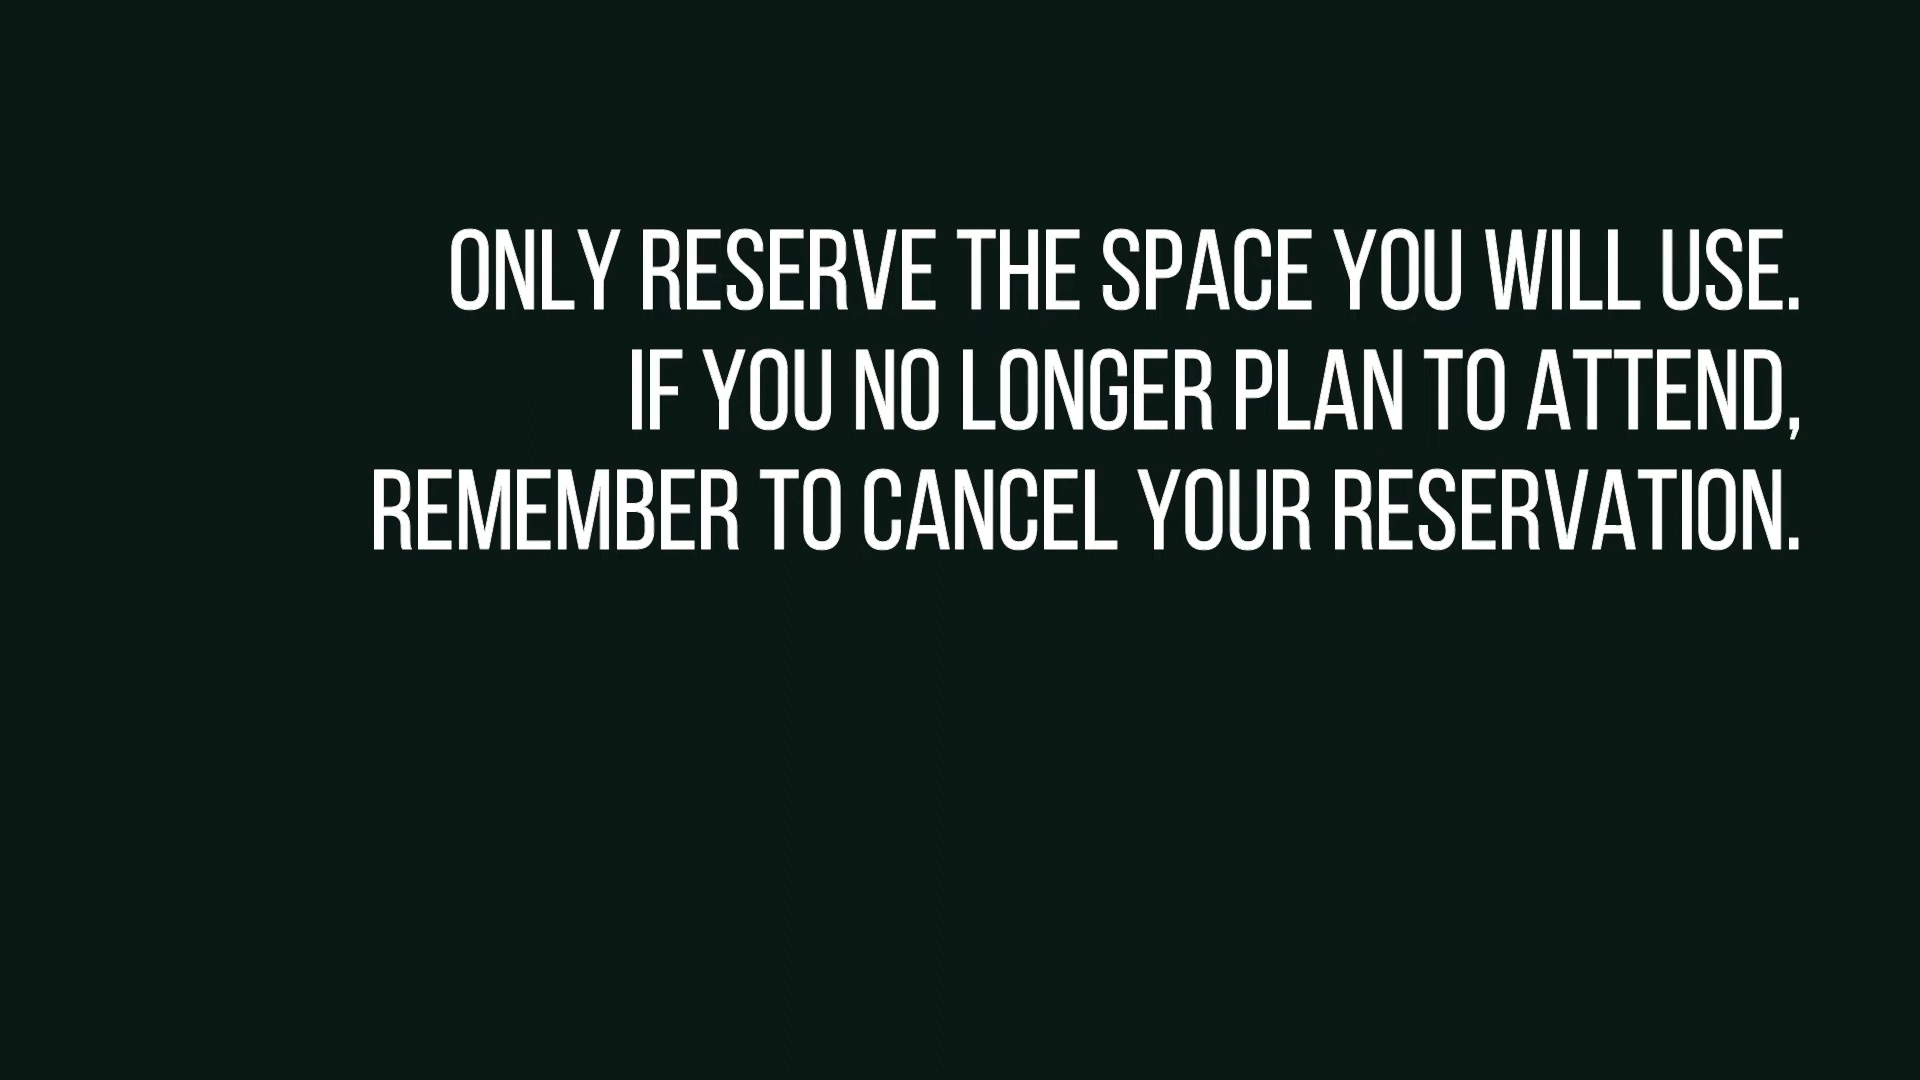 ONLY RESERVE THE SPACE YOU WILL USE.
IF YOU NO LONGER PLAN TO ATTEND,
REMEMBER TO CANCEL YOUR RESERVATION.